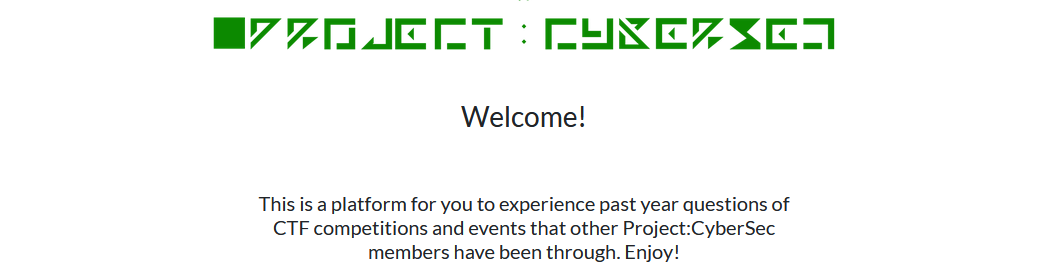 PROJECT : CYBERSEC
Welcome!
This is a platform for you to experience past year questions of
CTF competitions and events that other Project:CyberSec
members have been through. Enjoy!